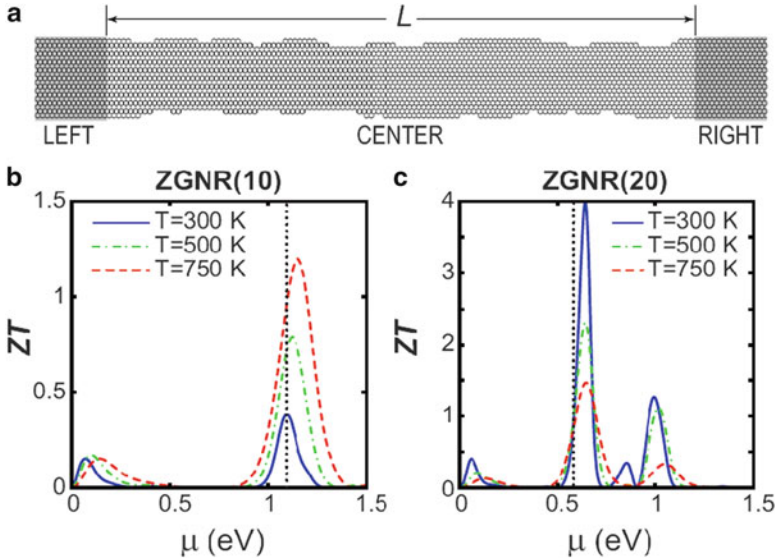 a
L
LEFT CENTER RIGHT
b ZGNR(10)
1.5
1
0.5
0
ZT
T=300 K
T=500 K
T=750 K
0 0.5 1 1.5
μ (eV)
c ZGNR(20)
4
3
2
1
0
ZT
T=300 K
T=500 K
T=750 K
0 0.5 1 1.5
μ (eV)